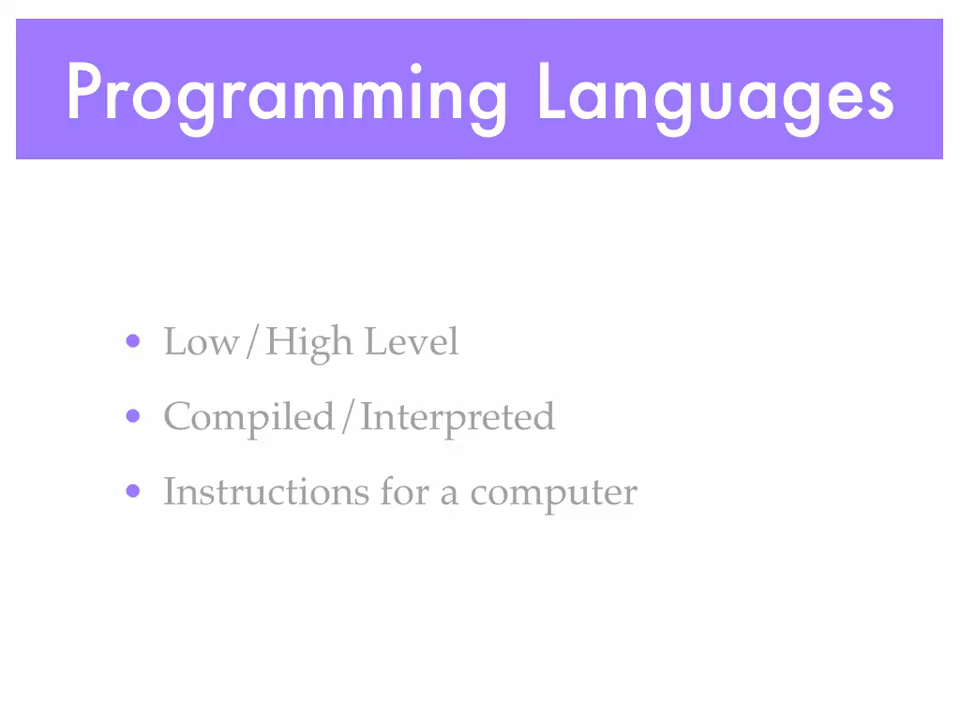 Programming Languages
• Low/High Level
• Compiled/Interpreted
• Instructions for a computer